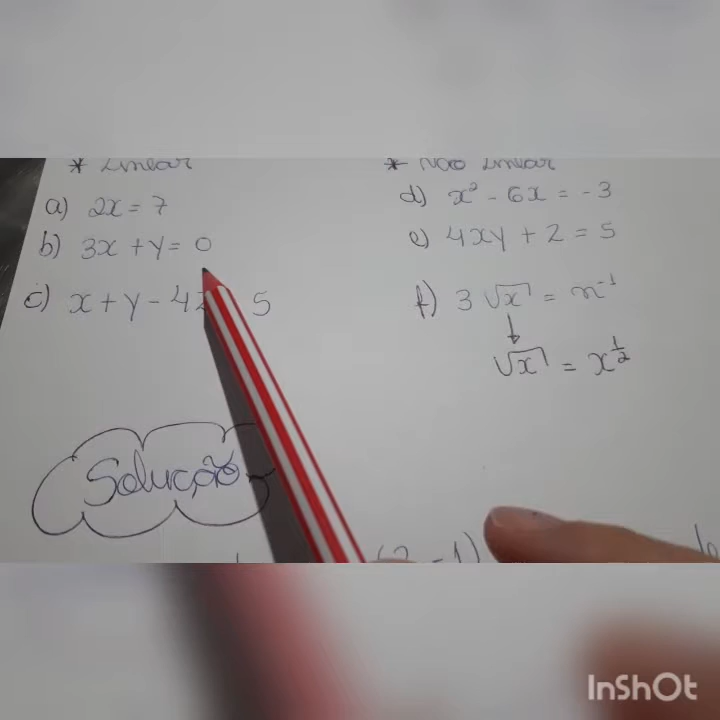 * Linear
a) 2x = 7
b) 3x + y = 0
c) x + y - 4z 5
* Não Linear
d) x² - 6x = -3
e) 4xy + z = 5
f) 3 √x = x⁻¹
↓
√x = x^½
Solução
(2, -1)
InShOt